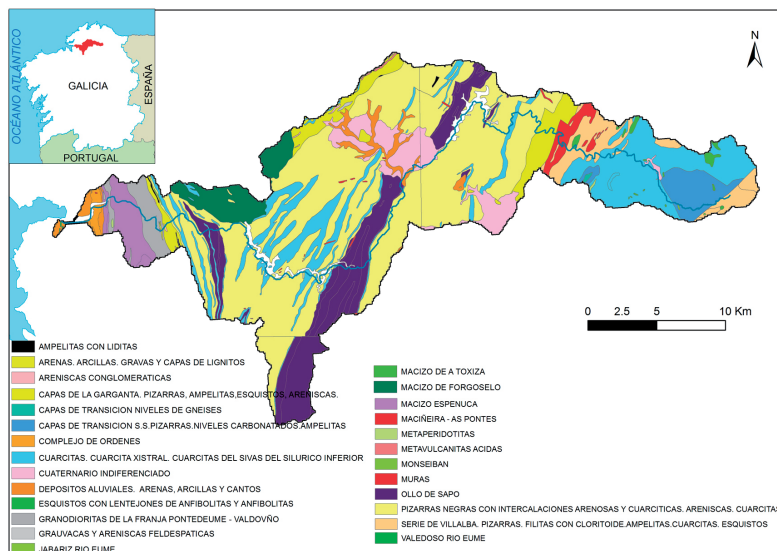 OCÉANO ATLÁNTICO
GALICIA
ESPAÑA
PORTUGAL
N
0 2.5 5 10 Km
AMPELITAS CON LIDITAS
ARENAS. ARCILLAS. GRAVAS Y CAPAS DE LIGNITOS
ARENISCAS CONGLOMERATICAS
CAPAS DE LA GARGANTA. PIZARRAS, AMPELITAS,ESQUISTOS, ARENISCAS.
CAPAS DE TRANSICION NIVELES DE GNEISES
CAPAS DE TRANSICION S.S.PIZARRAS.NIVELES CARBONATADOS.AMPELITAS
COMPLEJO DE ORDENES
CUARCITAS. CUARCITA XISTRAL. CUARCITAS DEL SIVAS DEL SILURICO INFERIOR
CUATERNARIO INDIFERENCIADO
DEPOSITOS ALUVIALES. ARENAS, ARCILLAS Y CANTOS
ESQUISTOS CON LENTEJONES DE ANFIBOLITAS Y ANFIBOLITAS
GRANODIORITAS DE LA FRANJA PONTEDEUME - VALDOVIÑO
GRAUVACAS Y ARENISCAS FELDESPATICAS
JABARIZ RIO EUME
MACIZO DE A TOXIZA
MACIZO DE FORGOSELO
MACIZO ESPENUCA
MACIÑEIRA - AS PONTES
METAPERIDOTITAS
METAVULCANITAS ACIDAS
MONSEIBAN
MURAS
OLLO DE SAPO
PIZARRAS NEGRAS CON INTERCALACIONES ARENOSAS Y CUARCITICAS. ARENISCAS. CUARCITAS
SERIE DE VILLALBA. PIZARRAS. FILITAS CON CLORITOIDE.AMPELITAS.CUARCITAS. ESQUISTOS
VALEDOSO RIO EUME